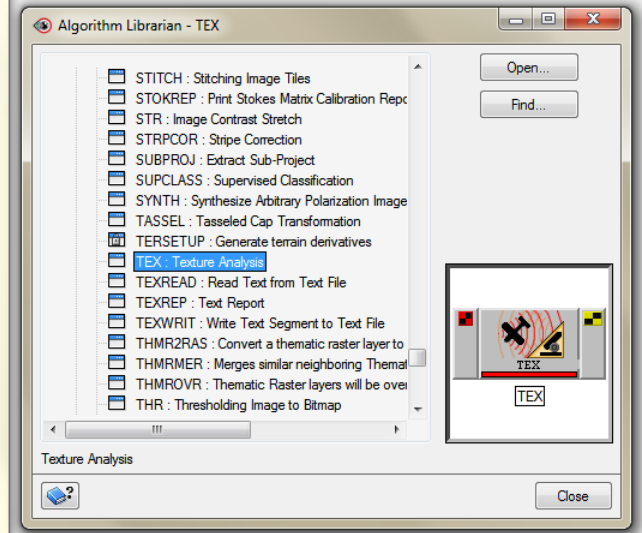 Algorithm Librarian - TEX
STITCH : Stitching Image Tiles
STOKREP : Print Stokes Matrix Calibration Repo
STR : Image Contrast Stretch
STRPCOR : Stripe Correction
SUBPROJ : Extract Sub-Project
SUPCLASS : Supervised Classification
SYNTH : Synthesize Arbitrary Polarization Image
TASSEL : Tasseled Cap Transformation
TERSETUP : Generate terrain derivatives
TEX : Texture Analysis
TEXREAD : Read Text from Text File
TEXREP : Text Report
TEXWRIT : Write Text Segment to Text File
THMR2RAS : Convert a thematic raster layer to
THMRMER : Merges similar neighboring Themat
THMROVR : Thematic Raster layers will be over
THR : Thresholding Image to Bitmap
Open...
Find...
TEX
TEX
Texture Analysis
Close